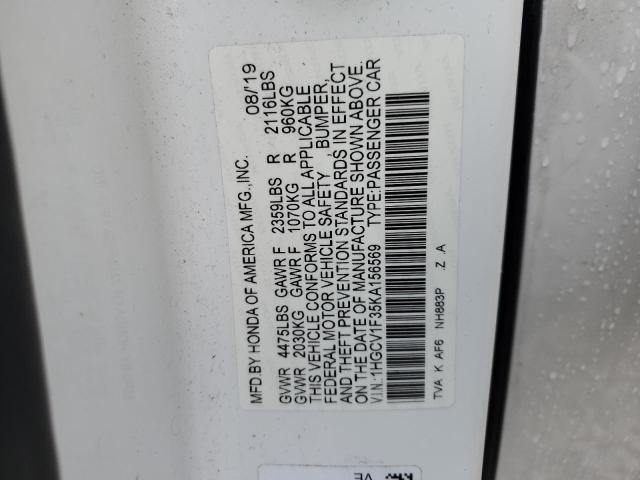 MFD.BY HONDA OF AMERICA MFG.,INC. 08/'19
GVWR 4475LBS GAWR F 2359LBS R 2116LBS
GVWR 2030KG GAWR F 1070KG R 960KG
THIS VEHICLE CONFORMS TO ALL APPLICABLE
FEDERAL MOTOR VEHICLE SAFETY , BUMPER,
AND THEFT PREVENTION STANDARDS IN EFFECT
ON THE DATE OF MANUFACTURE SHOWN ABOVE.
V.I.N.:1HGCV1F35KA156569 TYPE:PASSENGER CAR
TVA K AF6 NH883P .Z .A
VE